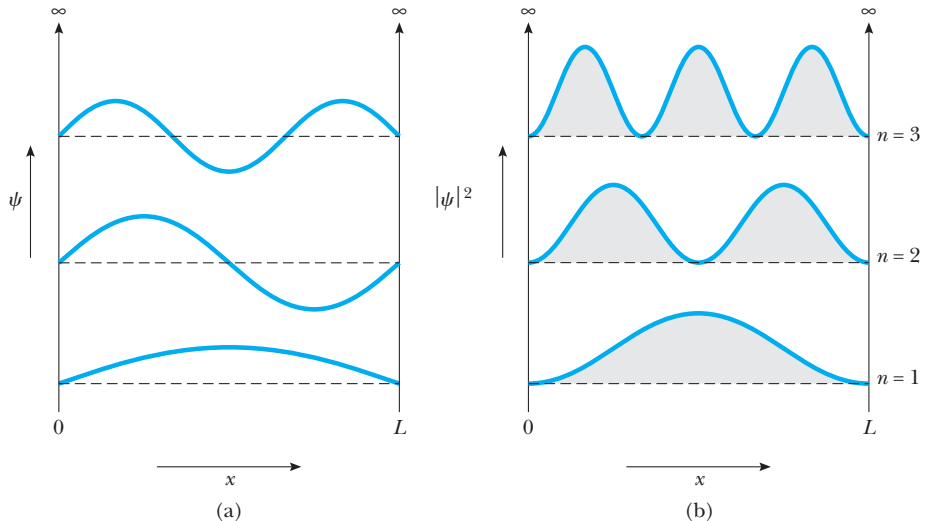 ∞ ∞ ∞ ∞
n = 3
ψ |ψ|²
n = 2
n = 1
0 L 0 L
x x
(a) (b)